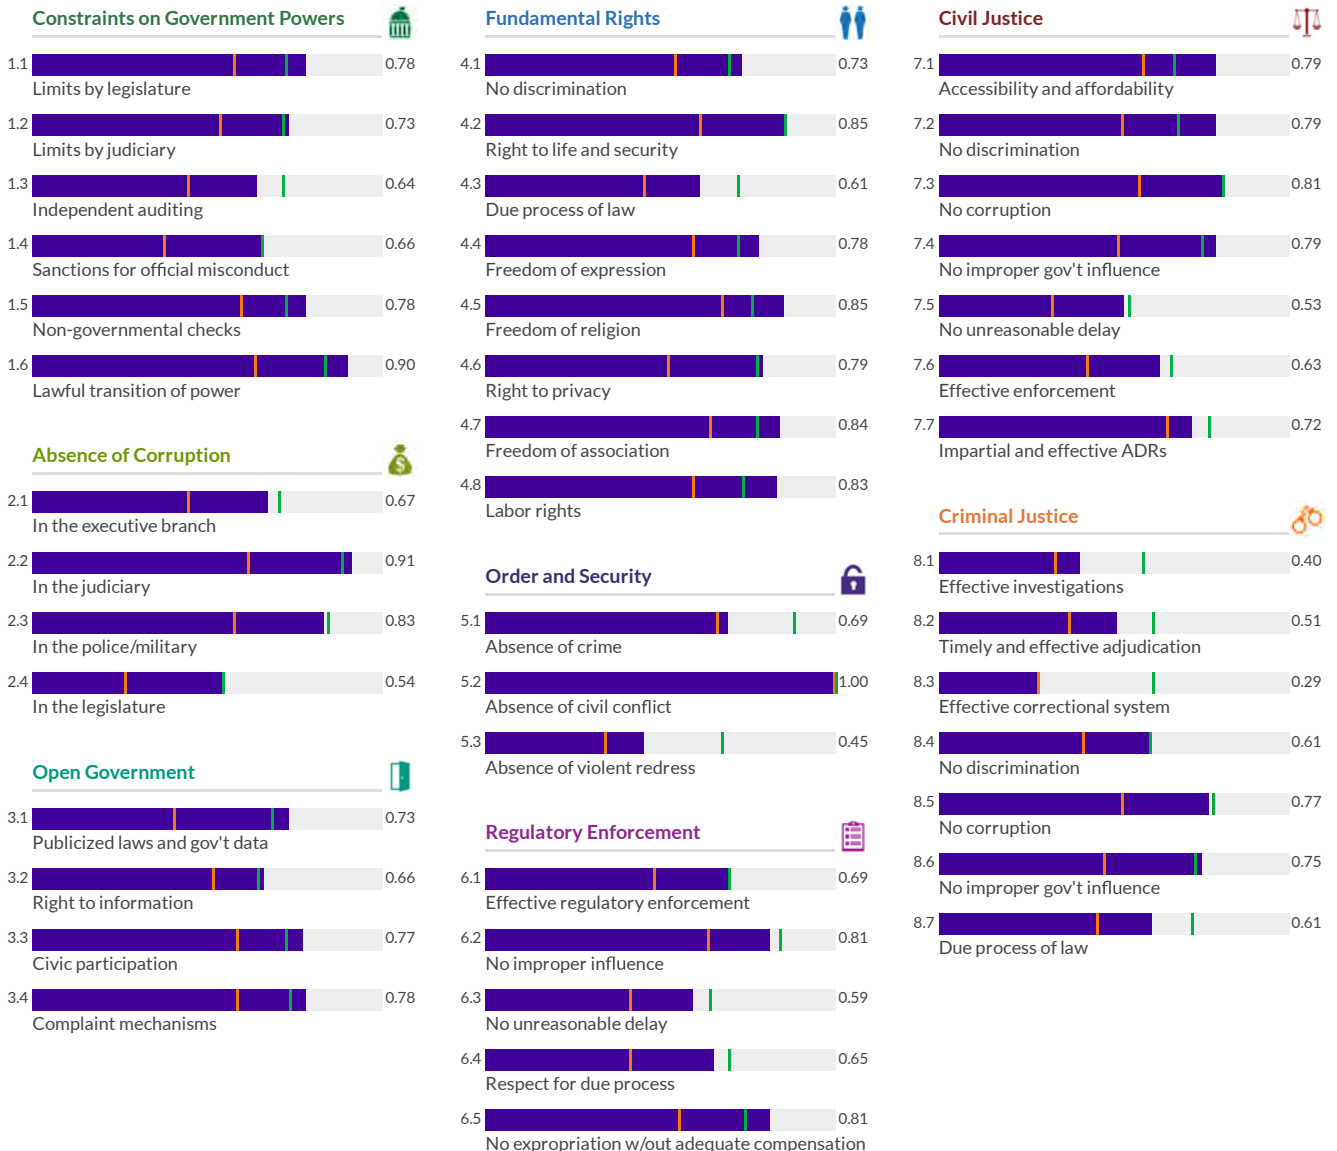 Constraints on Government Powers
1.1 0.78
Limits by legislature
1.2 0.73
Limits by judiciary
1.3 0.64
Independent auditing
1.4 0.66
Sanctions for official misconduct
1.5 0.78
Non-governmental checks
1.6 0.90
Lawful transition of power
Absence of Corruption
$
2.1 0.67
In the executive branch
2.2 0.91
In the judiciary
2.3 0.83
In the police/military
2.4 0.54
In the legislature
Open Government
3.1 0.73
Publicized laws and gov't data
3.2 0.66
Right to information
3.3 0.77
Civic participation
3.4 0.78
Complaint mechanisms
Fundamental Rights
4.1 0.73
No discrimination
4.2 0.85
Right to life and security
4.3 0.61
Due process of law
4.4 0.78
Freedom of expression
4.5 0.85
Freedom of religion
4.6 0.79
Right to privacy
4.7 0.84
Freedom of association
4.8 0.83
Labor rights
Order and Security
5.1 0.69
Absence of crime
5.2 1.00
Absence of civil conflict
5.3 0.45
Absence of violent redress
Regulatory Enforcement
6.1 0.69
Effective regulatory enforcement
6.2 0.81
No improper influence
6.3 0.59
No unreasonable delay
6.4 0.65
Respect for due process
6.5 0.81
No expropriation w/out adequate compensation
Civil Justice
7.1 0.79
Accessibility and affordability
7.2 0.79
No discrimination
7.3 0.81
No corruption
7.4 0.79
No improper gov't influence
7.5 0.53
No unreasonable delay
7.6 0.63
Effective enforcement
7.7 0.72
Impartial and effective ADRs
Criminal Justice
8.1 0.40
Effective investigations
8.2 0.51
Timely and effective adjudication
8.3 0.29
Effective correctional system
8.4 0.61
No discrimination
8.5 0.77
No corruption
8.6 0.75
No improper gov't influence
8.7 0.61
Due process of law